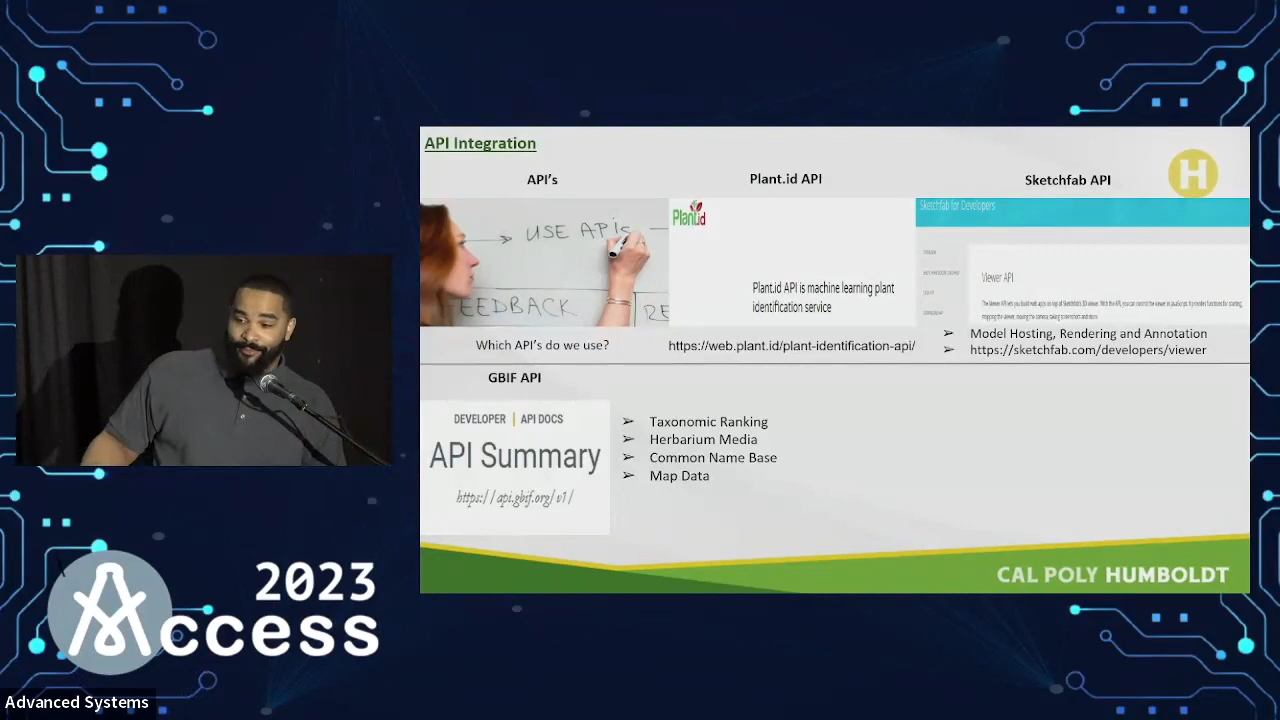 API Integration
H
API's
Plant.id API
Sketchfab API
USE APIs
EEDBACK
RE
Plant.id
Plant.id API is machine learning plant
identification service
Sketchfab for Developers
Viewer API
Which API's do we use?
https://web.plant.id/plant-identification-api/
➢ Model Hosting, Rendering and Annotation
➢ https://sketchfab.com/developers/viewer
GBIF API
DEVELOPER | API DOCS
API Summary
https://api.gbif.org/v1/
➢ Taxonomic Ranking
➢ Herbarium Media
➢ Common Name Base
➢ Map Data
CAL POLY HUMBOLDT
2023
Access
Advanced Systems